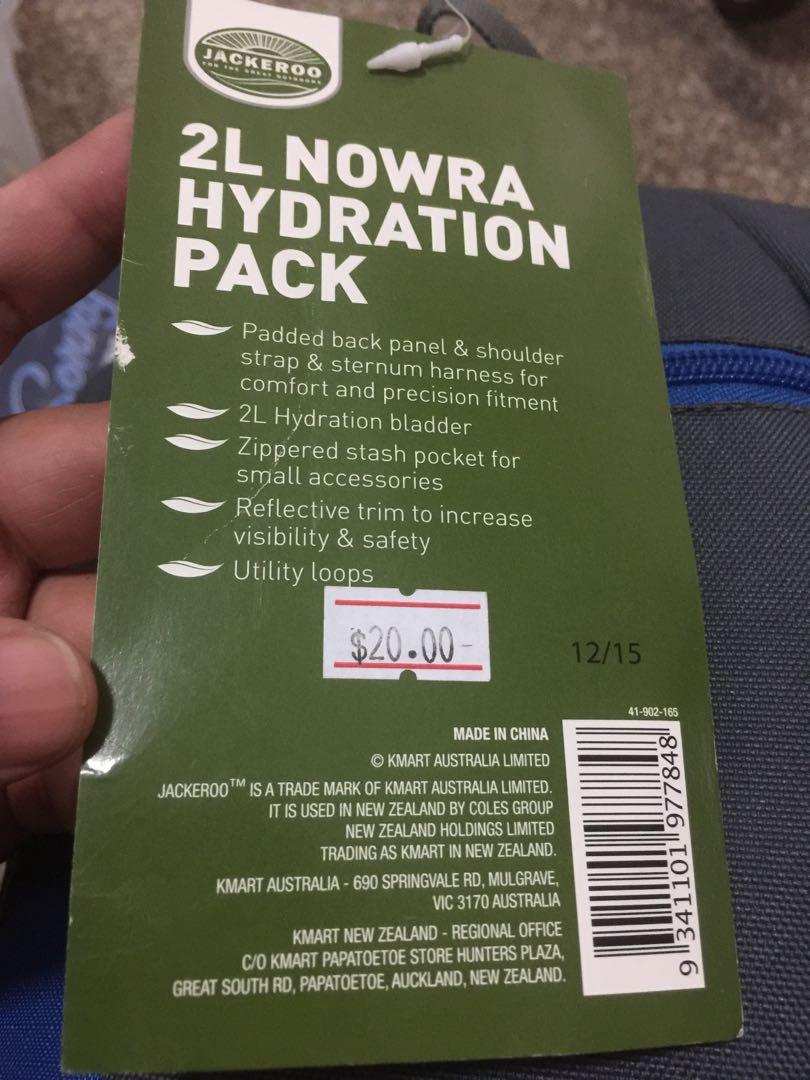 JACKEROO
FOR THE GREAT OUTDOORS
2L NOWRA
HYDRATION
PACK
Padded back panel & shoulder
strap & sternum harness for
comfort and precision fitment
2L Hydration bladder
Zippered stash pocket for
small accessories
Reflective trim to increase
visibility & safety
Utility loops
$20.00-
12/15
41-902-165
MADE IN CHINA
© KMART AUSTRALIA LIMITED
JACKEROO™ IS A TRADE MARK OF KMART AUSTRALIA LIMITED.
IT IS USED IN NEW ZEALAND BY COLES GROUP
NEW ZEALAND HOLDINGS LIMITED
TRADING AS KMART IN NEW ZEALAND.
KMART AUSTRALIA - 690 SPRINGVALE RD, MULGRAVE,
VIC 3170 AUSTRALIA
KMART NEW ZEALAND - REGIONAL OFFICE
C/O KMART PAPATOETOE STORE HUNTERS PLAZA,
GREAT SOUTH RD, PAPATOETOE, AUCKLAND, NEW ZEALAND.
9 341101 977848